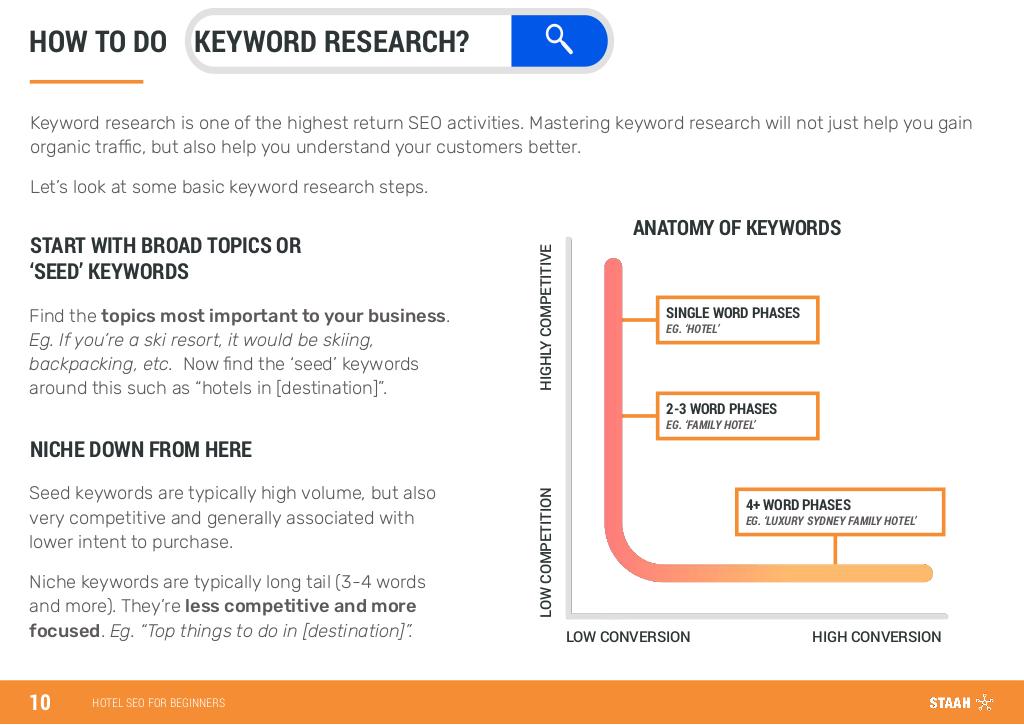 HOW TO DO KEYWORD RESEARCH?
Keyword research is one of the highest return SEO activities. Mastering keyword research will not just help you gain
organic traffic, but also help you understand your customers better.
Let's look at some basic keyword research steps.
START WITH BROAD TOPICS OR
‘SEED’ KEYWORDS
Find the topics most important to your business.
Eg. If you're a ski resort, it would be skiing,
backpacking, etc. Now find the ‘seed’ keywords
around this such as “hotels in [destination]”.
NICHE DOWN FROM HERE
Seed keywords are typically high volume, but also
very competitive and generally associated with
lower intent to purchase.
Niche keywords are typically long tail (3-4 words
and more). They're less competitive and more
focused. Eg. “Top things to do in [destination]”.
ANATOMY OF KEYWORDS
HIGHLY COMPETITIVE
LOW COMPETITION
SINGLE WORD PHASES
EG. ‘HOTEL’
2-3 WORD PHASES
EG. ‘FAMILY HOTEL’
4+ WORD PHASES
EG. ‘LUXURY SYDNEY FAMILY HOTEL’
LOW CONVERSION
HIGH CONVERSION
10
HOTEL SEO FOR BEGINNERS
STAAH